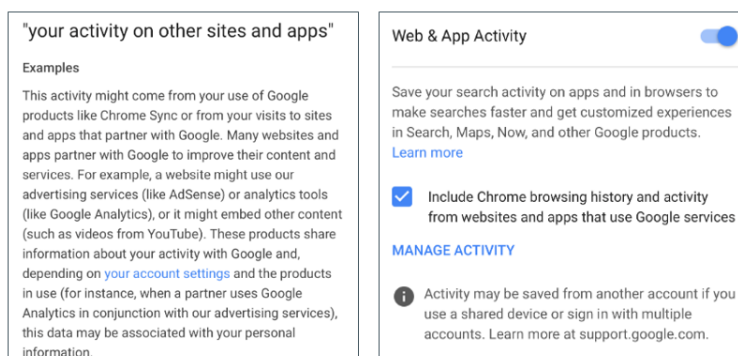 "your activity on other sites and apps"
Examples
This activity might come from your use of Google
products like Chrome Sync or from your visits to sites
and apps that partner with Google. Many websites and
apps partner with Google to improve their content and
services. For example, a website might use our
advertising services (like AdSense) or analytics tools
(like Google Analytics), or it might embed other content
(such as videos from YouTube). These products share
information about your activity with Google and,
depending on your account settings and the products
in use (for instance, when a partner uses Google
Analytics in conjunction with our advertising services),
this data may be associated with your personal
information.
Web & App Activity
Save your search activity on apps and in browsers to
make searches faster and get customized experiences
in Search, Maps, Now, and other Google products.
Learn more
Include Chrome browsing history and activity
from websites and apps that use Google services
MANAGE ACTIVITY
Activity may be saved from another account if you
use a shared device or sign in with multiple
accounts. Learn more at support.google.com.